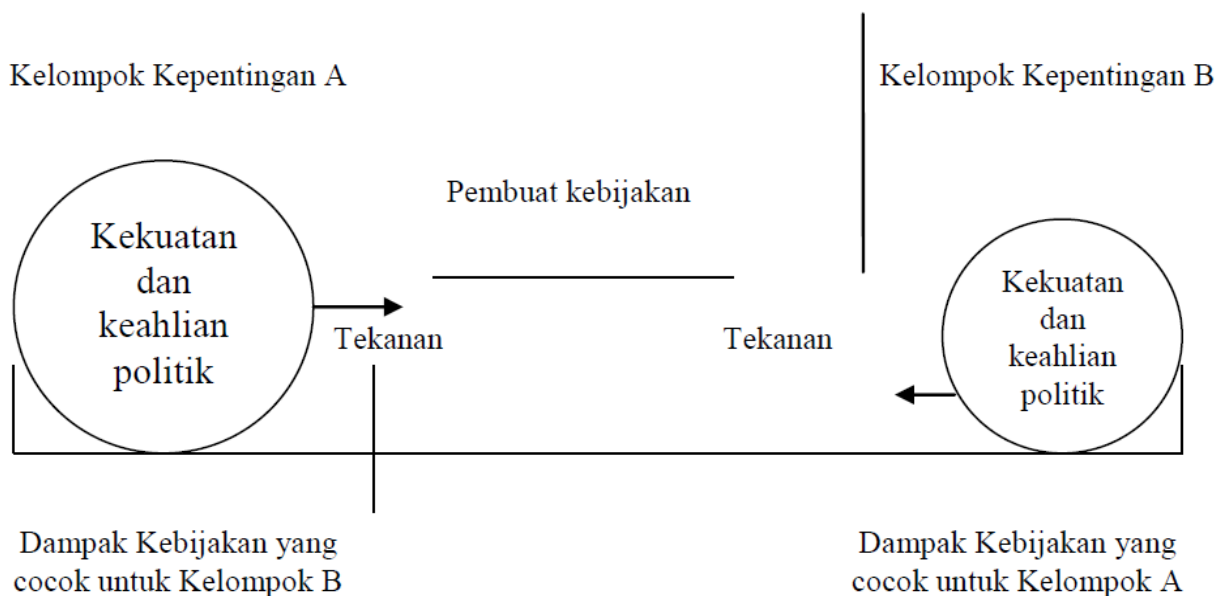 Kelompok Kepentingan A
Kelompok Kepentingan B
Pembuat kebijakan
Kekuatan
dan
keahlian
politik
Tekanan
Tekanan
Kekuatan
dan
keahlian
politik
Dampak Kebijakan yang
cocok untuk Kelompok B
Dampak Kebijakan yang
cocok untuk Kelompok A